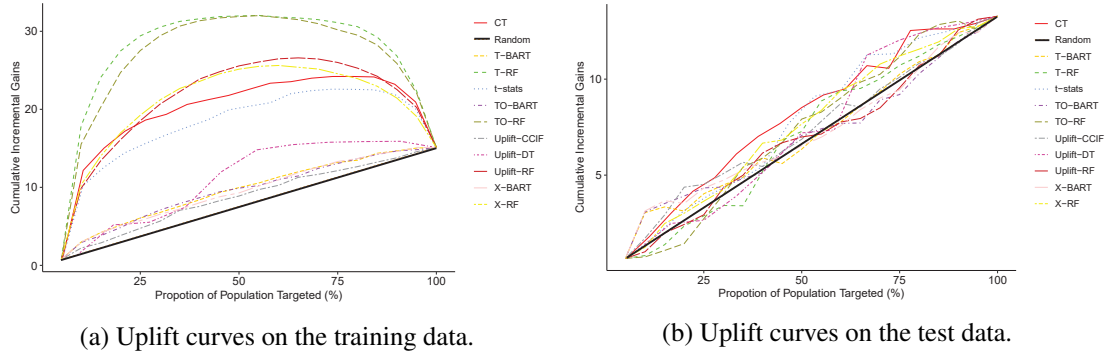 Cumulative Incremental Gains
30
20
10
0
25
50
75
100
Propotion of Population Targeted (%)
CT
Random
T−BART
T−RF
t−stats
TO−BART
TO−RF
Uplift−CCIF
Uplift−DT
Uplift−RF
X−BART
X−RF
(a) Uplift curves on the training data.
Cumulative Incremental Gains
10
5
25
50
75
100
Propotion of Population Targeted (%)
CT
Random
T−BART
T−RF
t−stats
TO−BART
TO−RF
Uplift−CCIF
Uplift−DT
Uplift−RF
X−BART
X−RF
(b) Uplift curves on the test data.